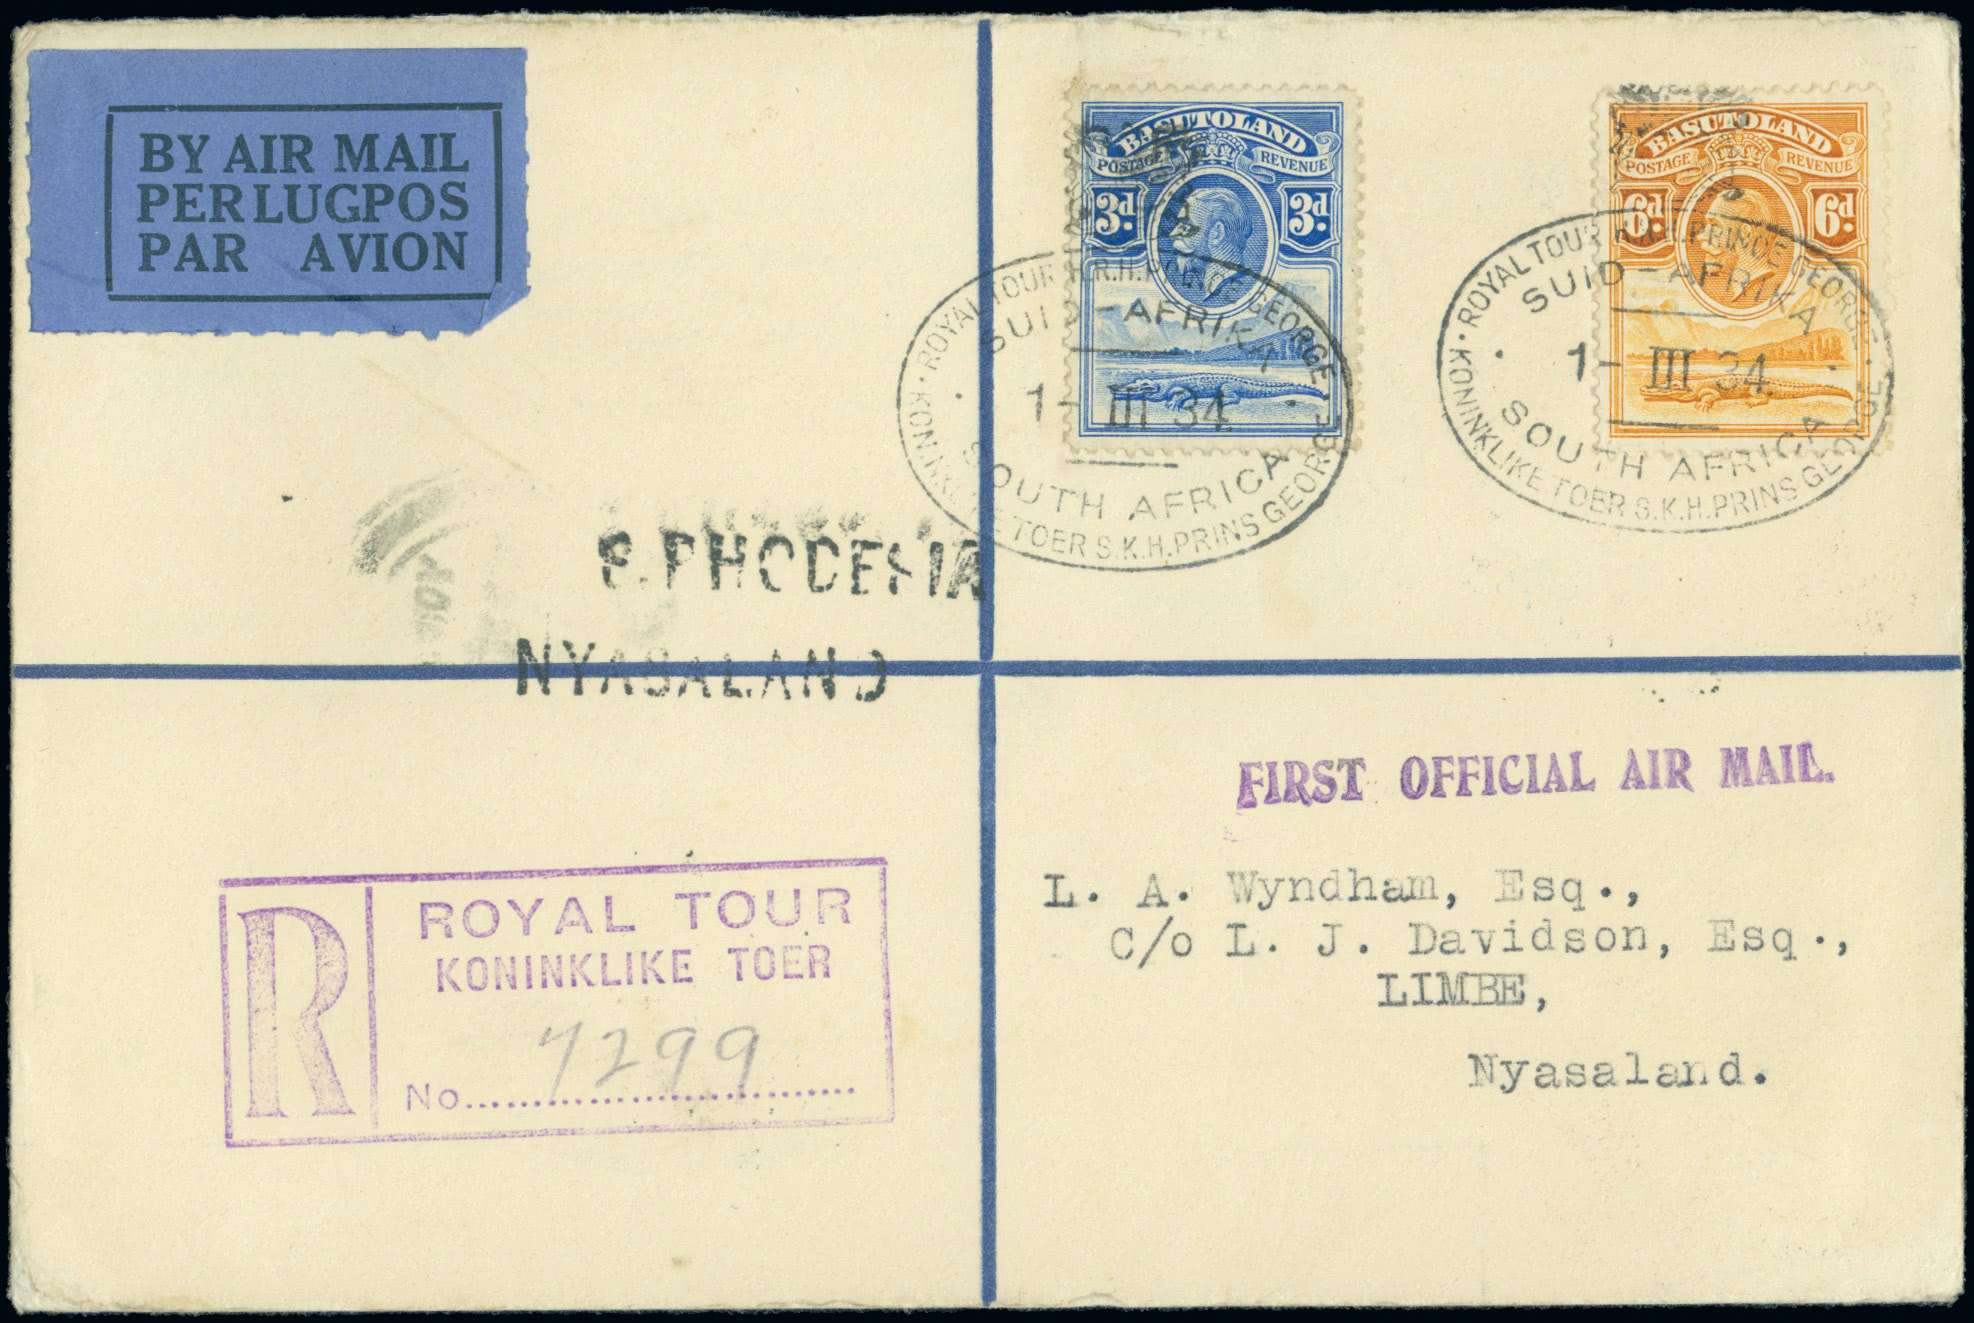 BY AIR MAIL
PER LUGPOS
PAR AVION
BASUTOLAND
POSTAGE REVENUE
3d. 3d.
BASUTOLAND
POSTAGE REVENUE
6d. 6d.
ROYAL TOUR H.R.H. PRINCE GEORGE
SUID-AFRIKA
1-III 34
SOUTH AFRICA
KONINKLIKE TOER S.K.H. PRINS GEORGE
ROYAL TOUR H.R.H. PRINCE GEORGE
SUID-AFRIKA
1-III 34
SOUTH AFRICA
KONINKLIKE TOER S.K.H. PRINS GEORGE
S. RHODESIA
NYASALAND
FIRST OFFICIAL AIR MAIL.
R
ROYAL TOUR
KONINKLIKE TOER
No. 7299
L. A. Wyndham, Esq.,
C/o L. J. Davidson, Esq.,
LIMBE,
Nyasaland.